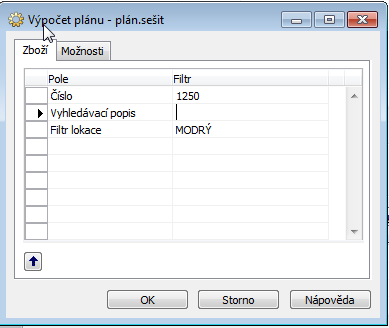 Výpočet plánu - plán.sešit
Zboží Možnosti
Pole Filtr
Číslo 1250
Vyhledávací popis
Filtr lokace MODRÝ
OK Storno Nápověda